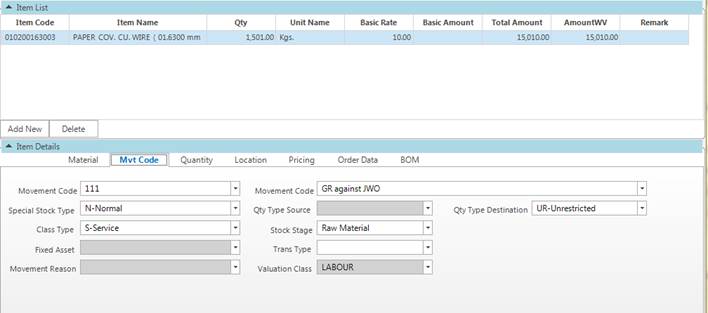 Item List
Item Code Item Name Qty Unit Name Basic Rate Basic Amount Total Amount AmountWV Remark
010200163003 PAPER COV. CU. WIRE ( 01.6300 mm 1,501.00 Kgs. 10.00 15,010.00 15,010.00
Add New Delete
Item Details
Material Mvt Code Quantity Location Pricing Order Data BOM
Movement Code 111 Movement Code GR against JWO
Special Stock Type N-Normal Qty Type Source Qty Type Destination UR-Unrestricted
Class Type S-Service Stock Stage Raw Material
Fixed Asset Trans Type
Movement Reason Valuation Class LABOUR